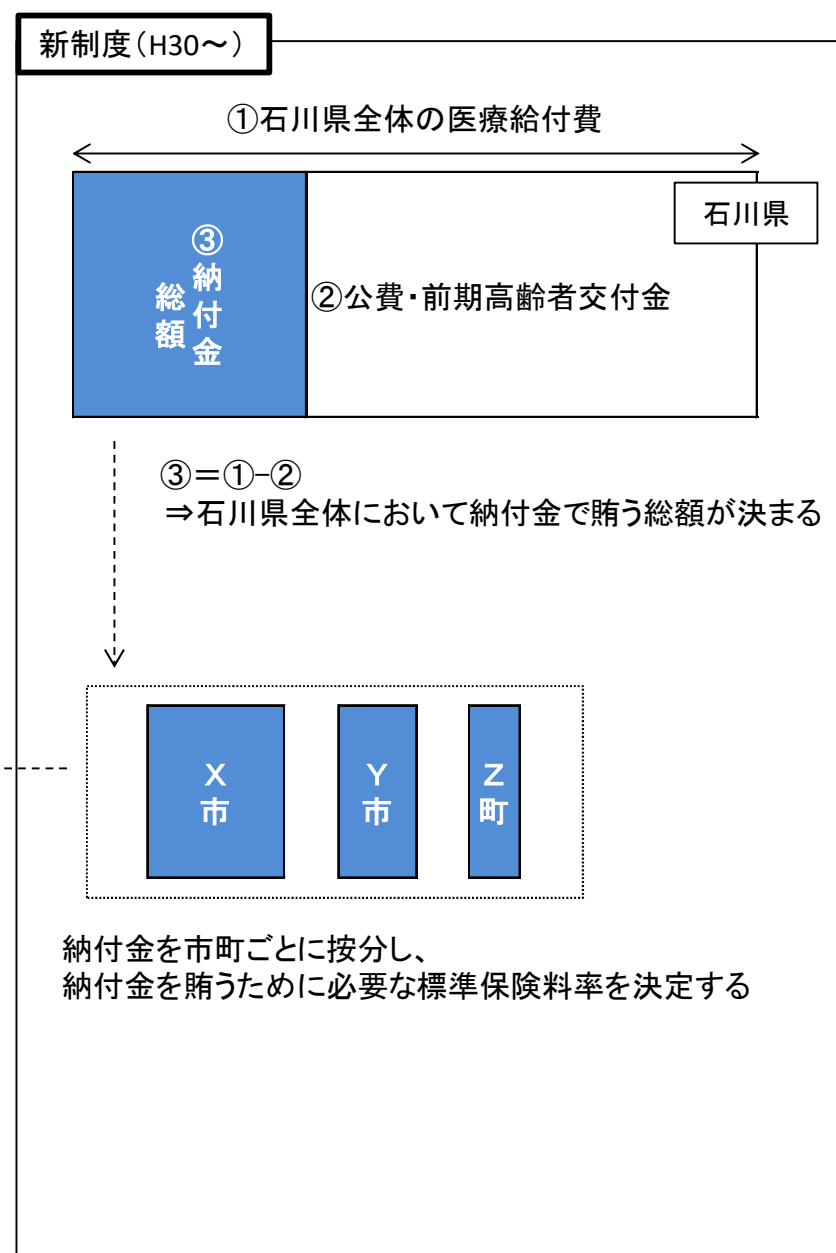 新制度(H30～)
①石川県全体の医療給付費
石川県
③納付金
総額
②公費・前期高齢者交付金
③＝①-②
⇒石川県全体において納付金で賄う総額が決まる
X市
Y市
Z町
納付金を市町ごとに按分し、
納付金を賄うために必要な標準保険料率を決定する